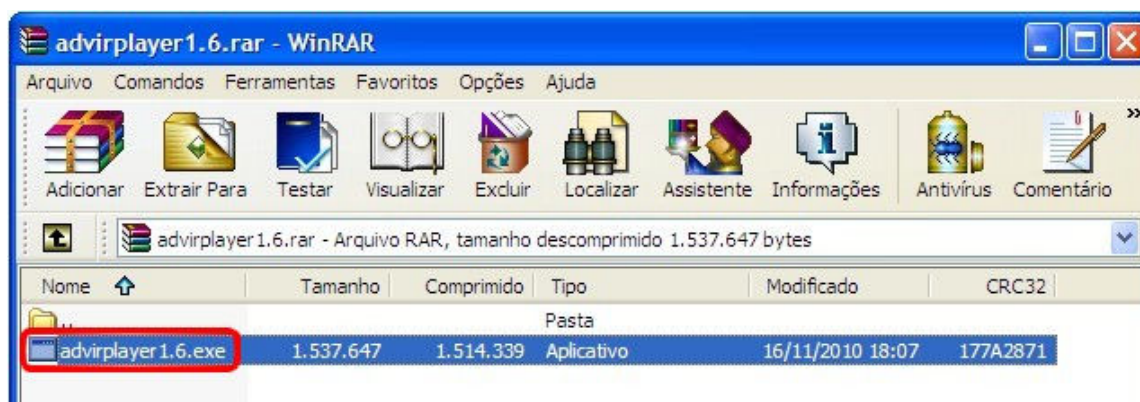 advirplayer1.6.rar - WinRAR
Arquivo Comandos Ferramentas Favoritos Opções Ajuda
Adicionar Extrair Para Testar Visualizar Excluir Localizar Assistente Informações Antivírus Comentário
advirplayer1.6.rar - Arquivo RAR, tamanho descomprimido 1.537.647 bytes
Nome Tamanho Comprimido Tipo Modificado CRC32
.. Pasta
advirplayer1.6.exe 1.537.647 1.514.339 Aplicativo 16/11/2010 18:07 177A2871